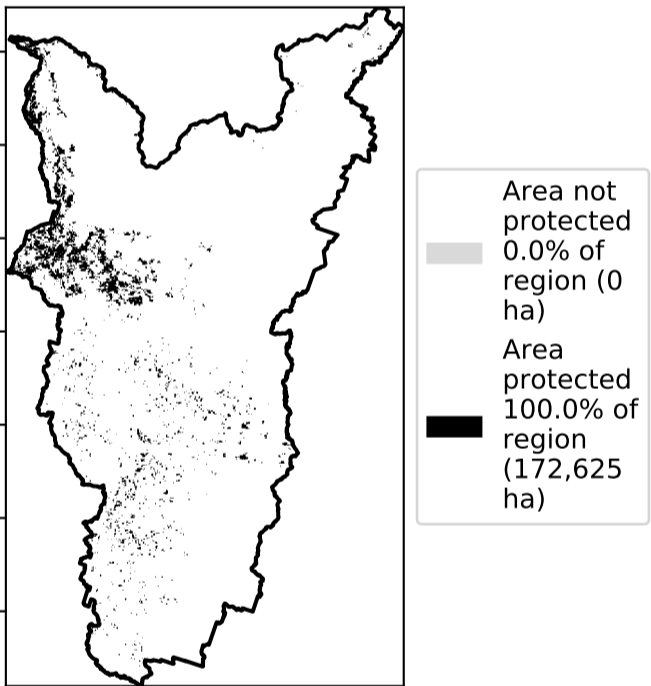 Area not
protected
0.0% of
region (0
ha)
Area
protected
100.0% of
region
(172,625
ha)